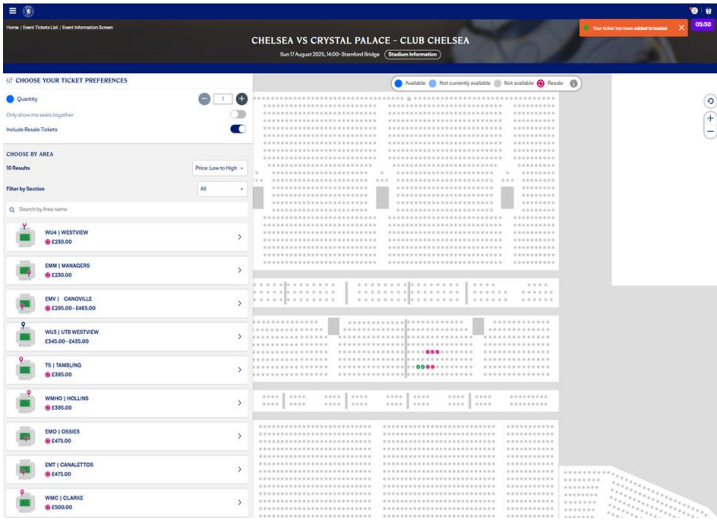 Home / Event Tickets List / Event Information Screen
Your ticket has been added to basket
05:50
CHELSEA VS CRYSTAL PALACE - CLUB CHELSEA
Sun 17 August 2025, 14:00 - Stamford Bridge Stadium Information
CHOOSE YOUR TICKET PREFERENCES
Available Not currently available Not available Resale
Quantity
1
Only show me seats together
Include Resale Tickets
CHOOSE BY AREA
10 Results
Price: Low to High
Filter by Section
All
Search by Area name
WU4 | WESTVIEW
£230.00
EMM | MANAGERS
£230.00
EMV | CANOVILLE
£295.00 - £465.00
WU3 | UTB WESTVIEW
£345.00 - £435.00
TS | TAMBLING
£395.00
WMHO | HOLLINS
£395.00
EMO | OSSIES
£475.00
EMT | CANALETTOS
£475.00
WMC | CLARKE
£500.00